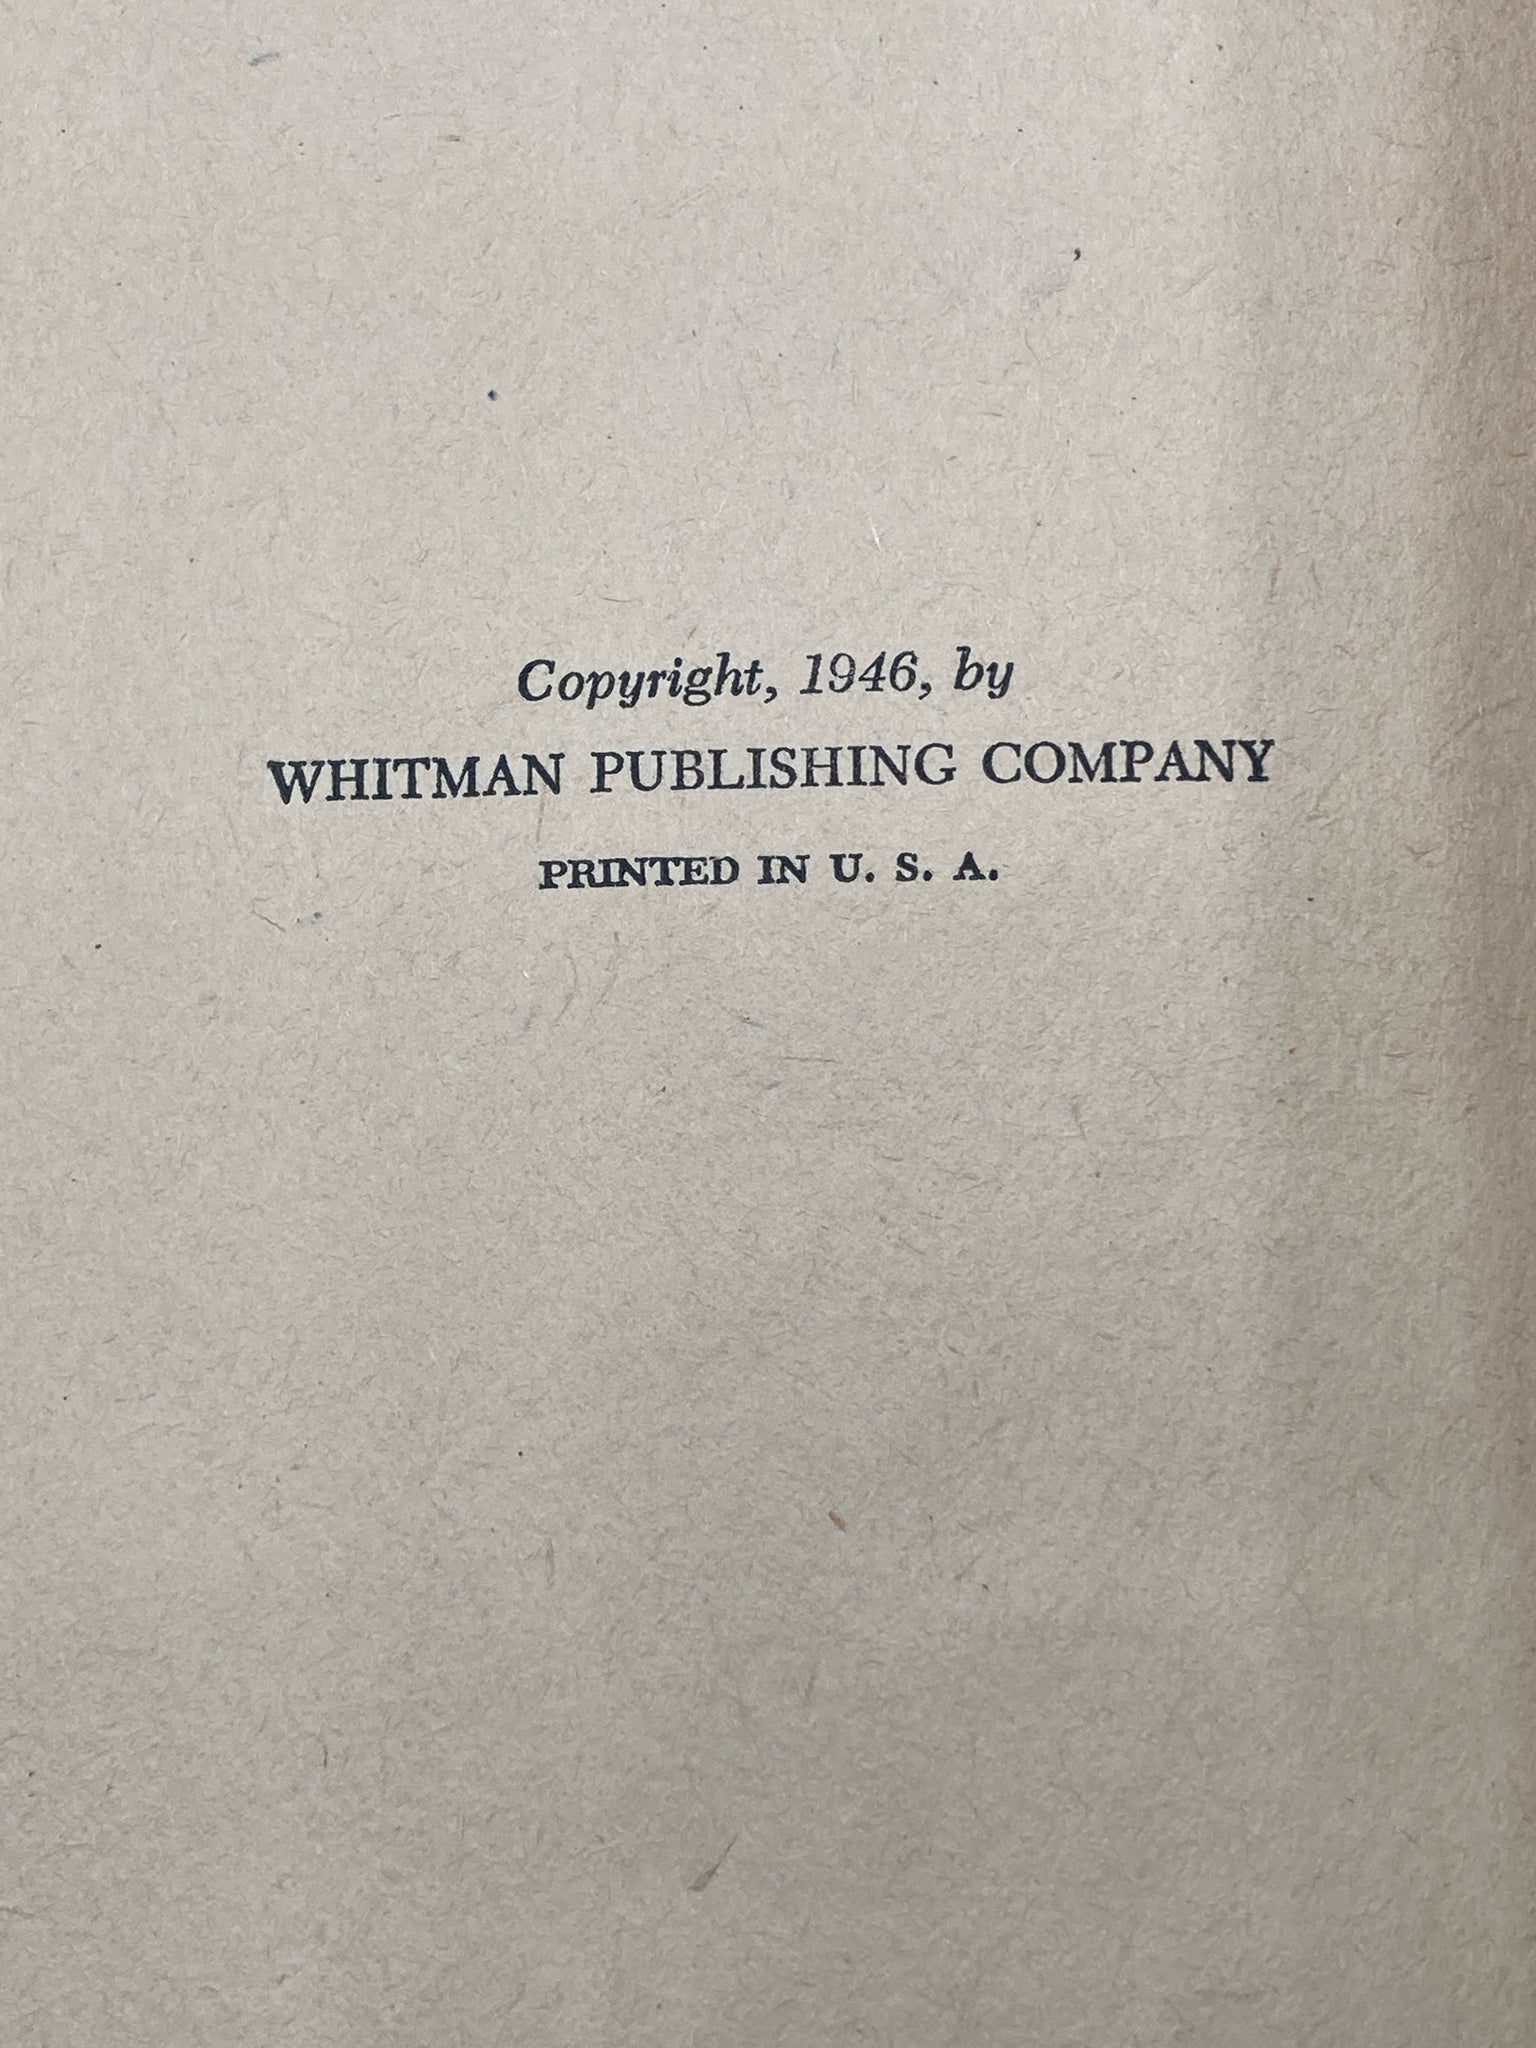 Copyright, 1946, by
WHITMAN PUBLISHING COMPANY
PRINTED IN U. S. A.